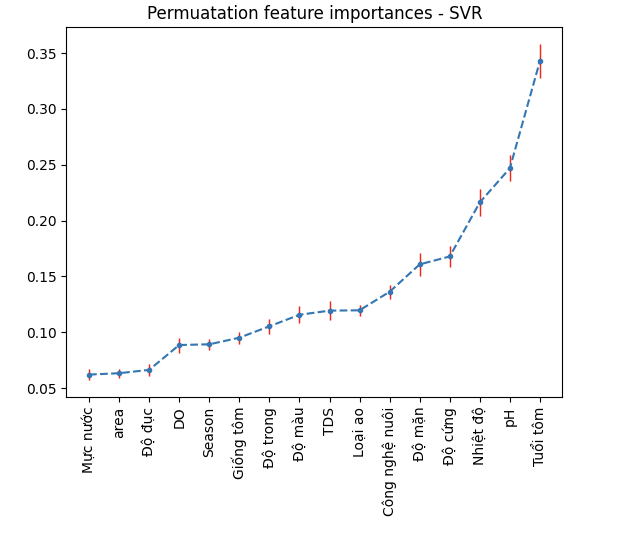 Permuatation feature importances - SVR
0.35
0.30
0.25
0.20
0.15
0.10
0.05
Mực nước
area
Độ đục
DO
Season
Giống tôm
Độ trong
Độ màu
TDS
Loại ao
Công nghệ nuôi
Độ mặn
Độ cứng
Nhiệt độ
pH
Tuổi tôm